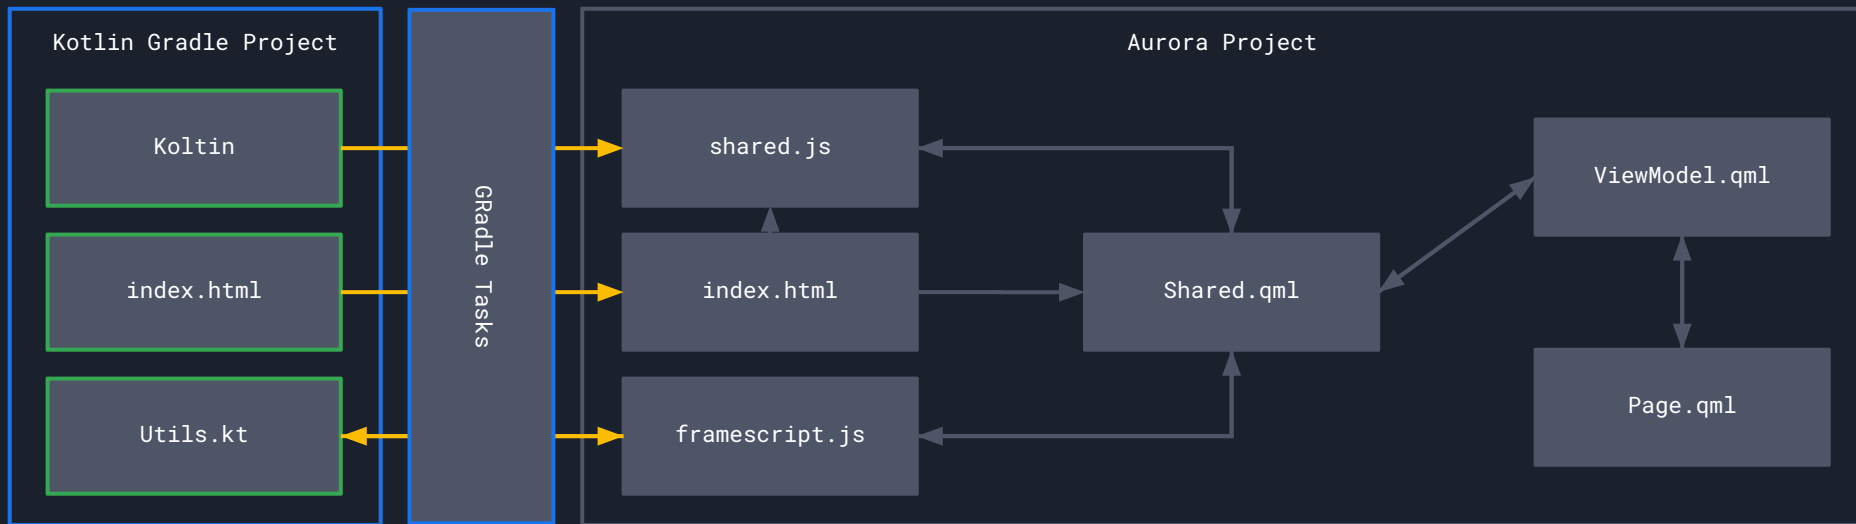 Kotlin Gradle Project
Aurora Project
Koltin
shared.js
ViewModel.qml
GRadle Tasks
index.html
index.html
Shared.qml
Page.qml
Utils.kt
framescript.js